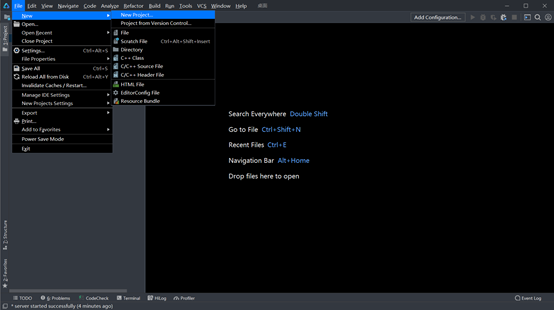 File Edit View Navigate Code Analyze Refactor Build Run Tools VCS Window Help
Add Configuration...
New
Open...
Open Recent
Close Project
Settings... Ctrl+Alt+S
File Properties
Save All Ctrl+S
Reload All from Disk Ctrl+Alt+Y
Invalidate Caches / Restart...
Manage IDE Settings
New Projects Settings
Export
Print...
Add to Favorites
Power Save Mode
Exit
New Project...
Project from Version Control...
File
Scratch File Ctrl+Alt+Shift+Insert
Directory
C++ Class
C/C++ Source File
C/C++ Header File
HTML File
EditorConfig File
Resource Bundle
1: Project
Search Everywhere Double Shift
Go to File Ctrl+Shift+N
Recent Files Ctrl+E
Navigation Bar Alt+Home
Drop files here to open
Z: Structure
2: Favorites
TODO 6: Problems CodeCheck Terminal HiLog Profiler Event Log
* server started successfully (4 minutes ago)